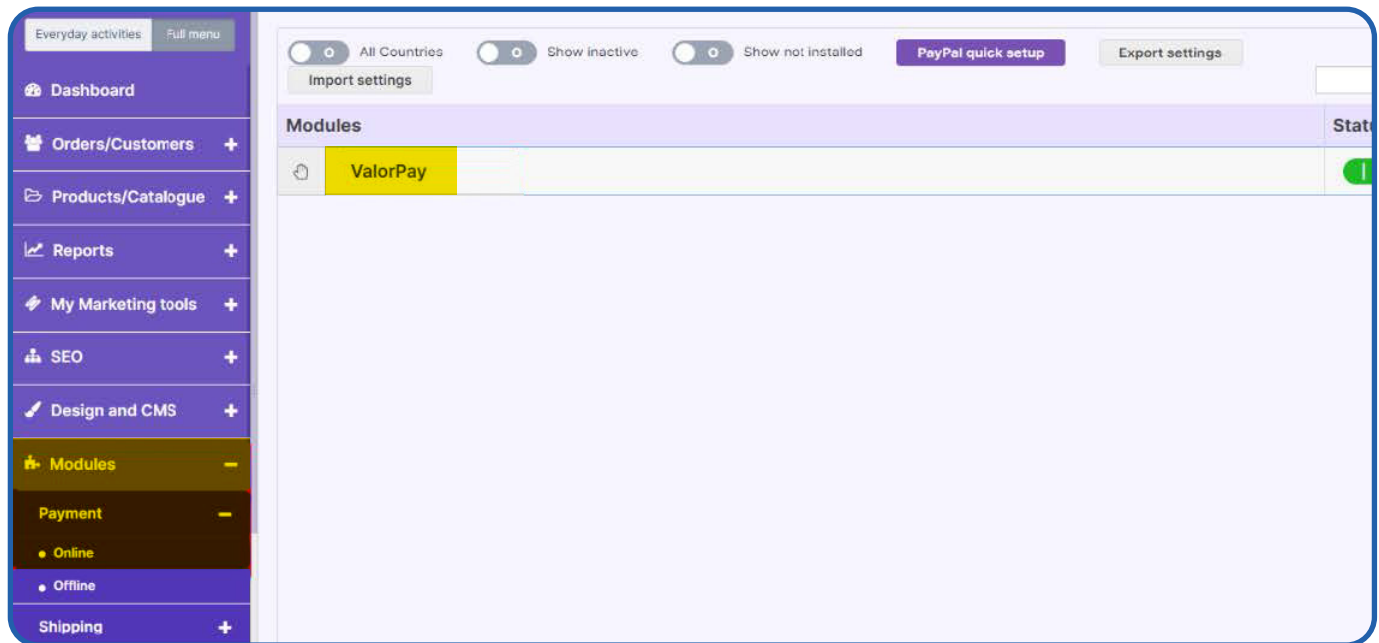 Everyday activities Full menu
Dashboard
Orders/Customers
Products/Catalogue
Reports
My Marketing tools
SEO
Design and CMS
Modules
Payment
Online
Offline
Shipping
All Countries Show inactive Show not installed PayPal quick setup Export settings
Import settings
Modules Statu
ValorPay